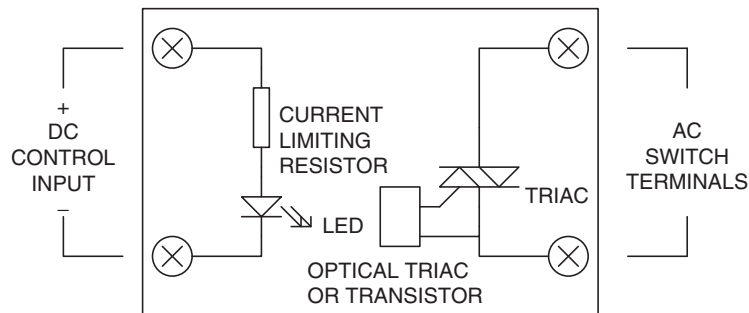 +
DC
CONTROL
INPUT
–
CURRENT
LIMITING
RESISTOR
LED
OPTICAL TRIAC
OR TRANSISTOR
TRIAC
AC
SWITCH
TERMINALS